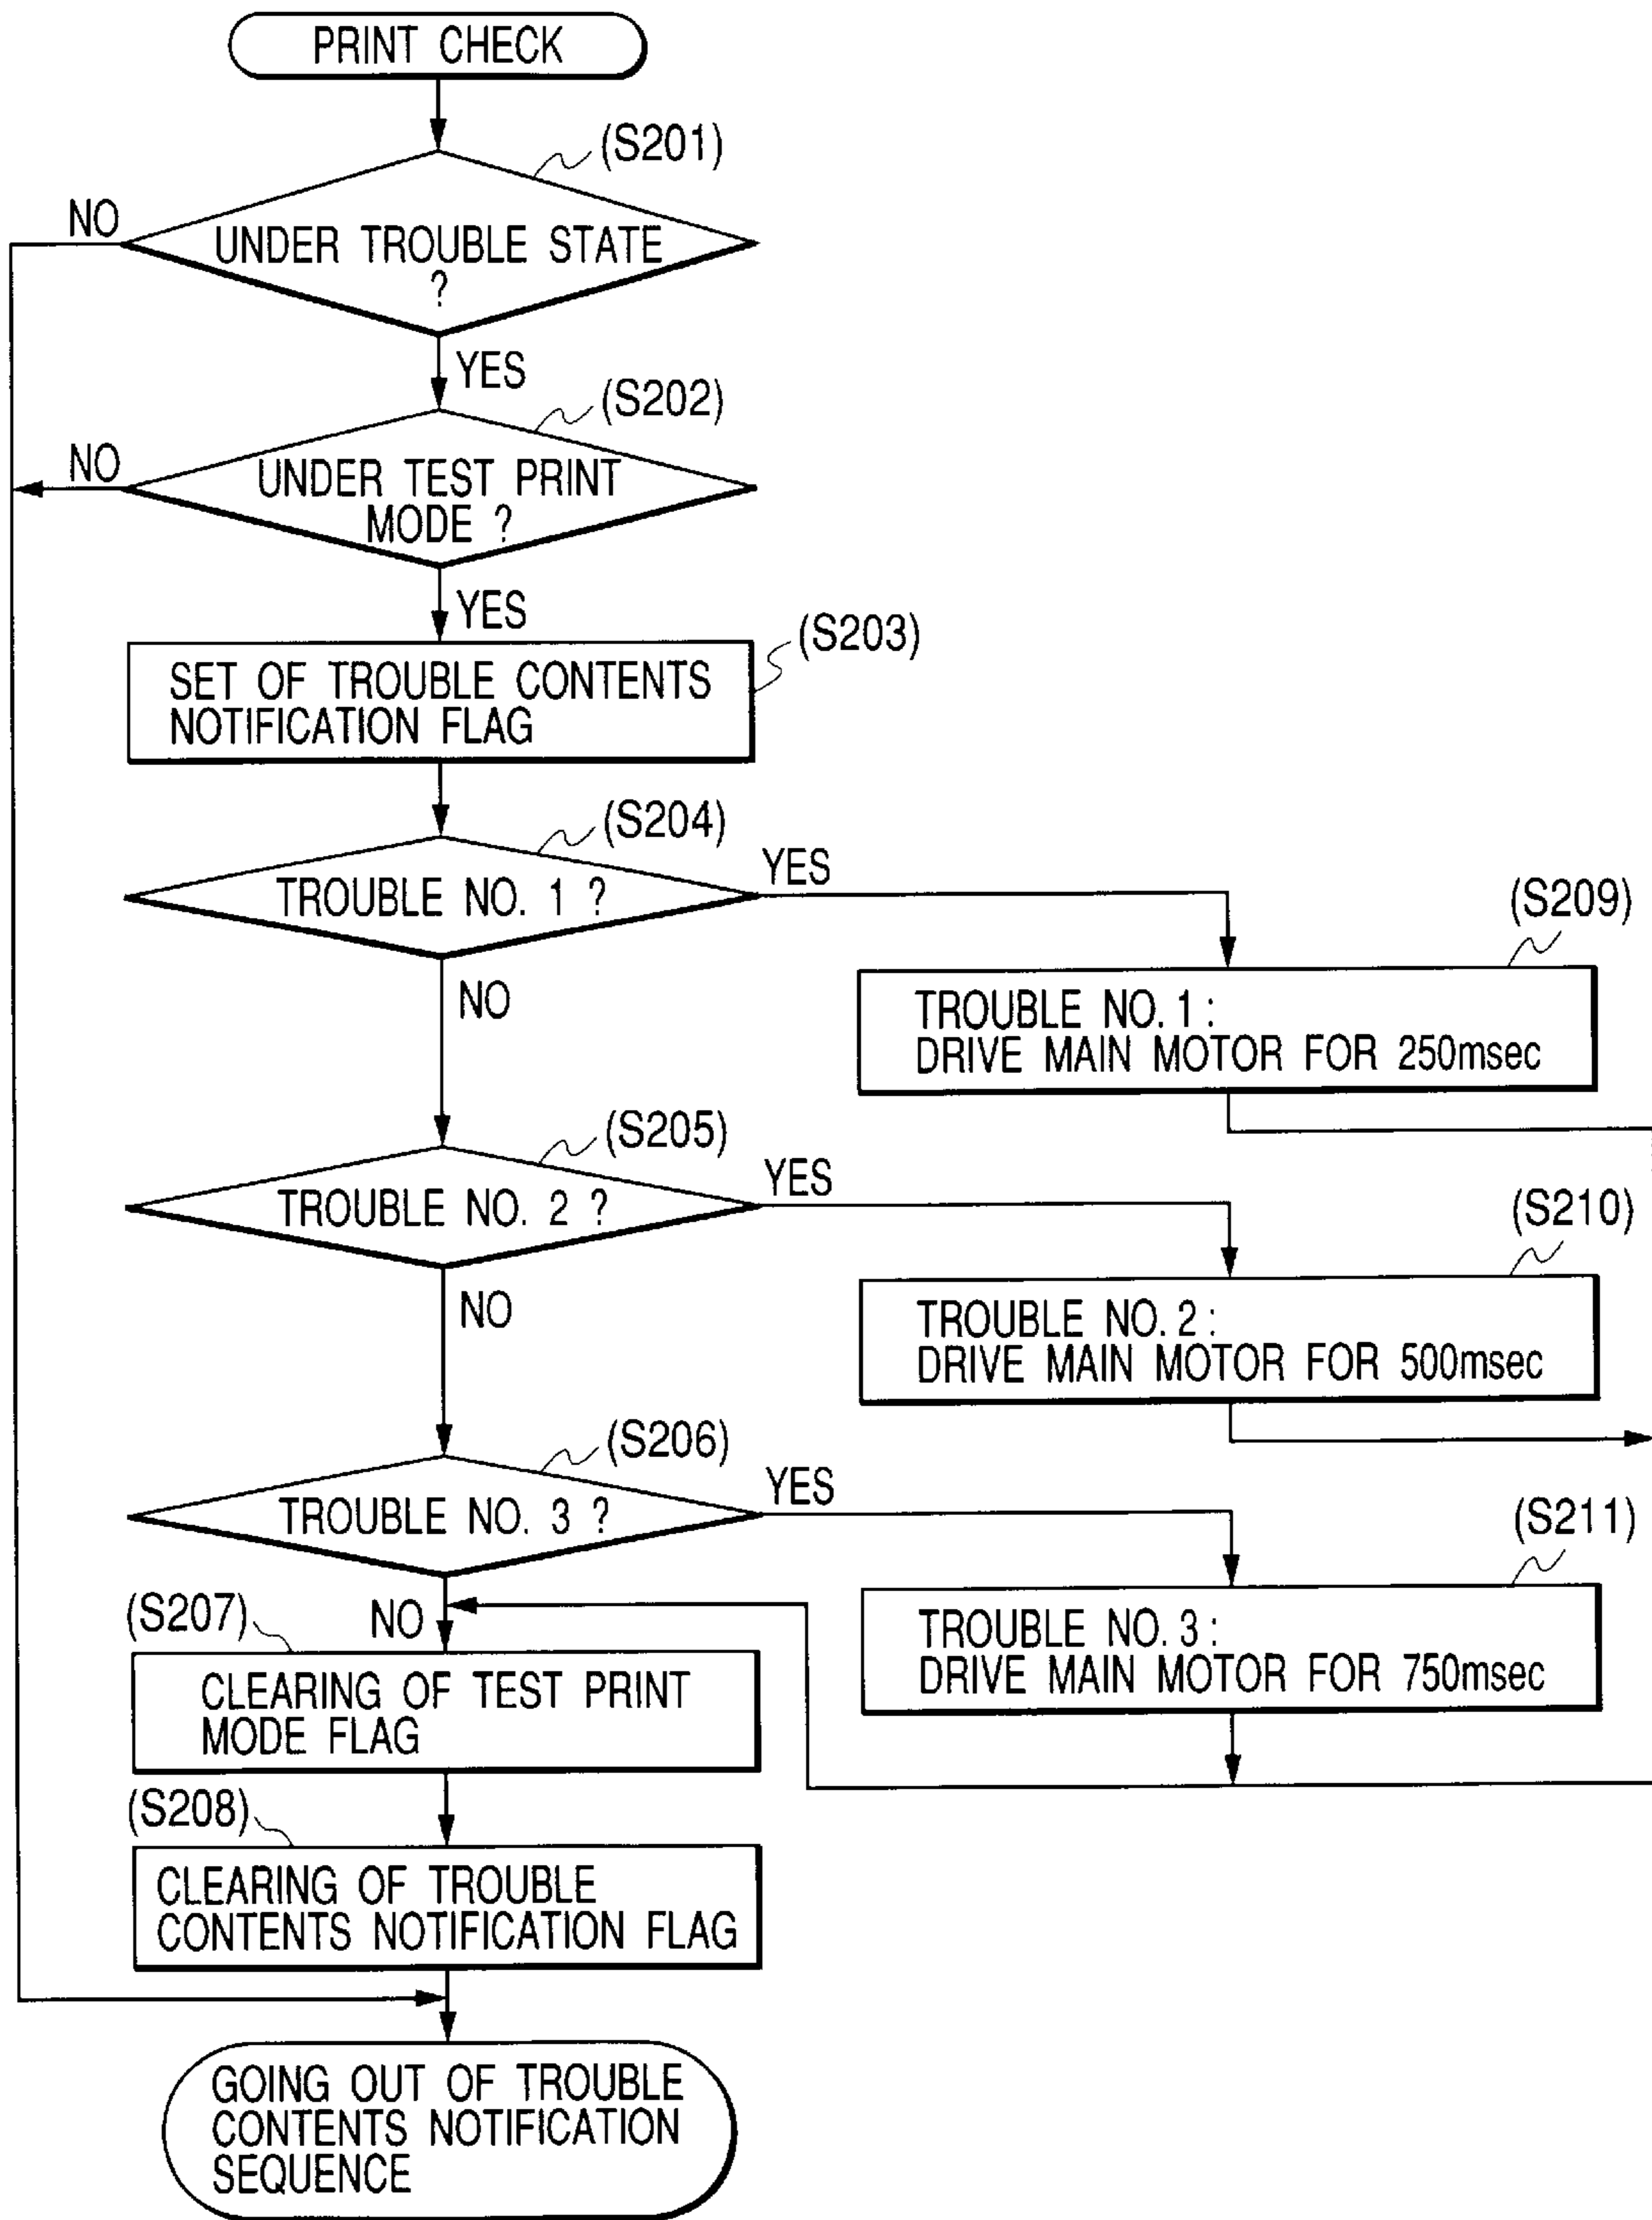 PRINT CHECK
(S201)
NO
UNDER TROUBLE STATE
?
YES
(S202)
NO
UNDER TEST PRINT
MODE ?
YES
(S203)
SET OF TROUBLE CONTENTS
NOTIFICATION FLAG
(S204)
TROUBLE NO. 1 ?
YES
(S209)
NO
TROUBLE NO. 1 :
DRIVE MAIN MOTOR FOR 250msec
(S205)
TROUBLE NO. 2 ?
YES
(S210)
NO
TROUBLE NO. 2 :
DRIVE MAIN MOTOR FOR 500msec
(S206)
TROUBLE NO. 3 ?
YES
(S211)
(S207)
NO
TROUBLE NO. 3 :
DRIVE MAIN MOTOR FOR 750msec
CLEARING OF TEST PRINT
MODE FLAG
(S208)
CLEARING OF TROUBLE
CONTENTS NOTIFICATION FLAG
GOING OUT OF TROUBLE
CONTENTS NOTIFICATION
SEQUENCE